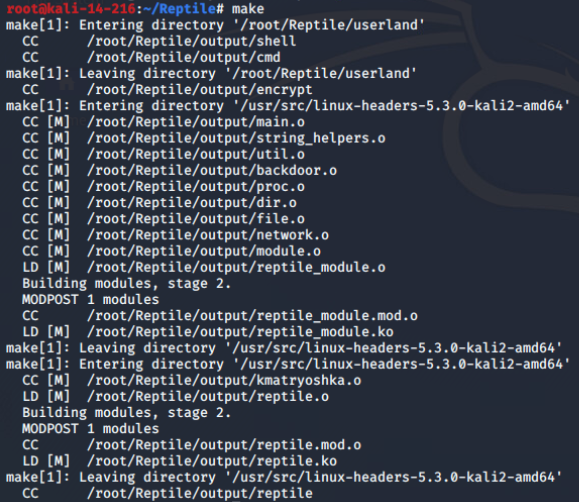 root@kali-14-216:~/Reptile# make
make[1]: Entering directory '/root/Reptile/userland'
  CC      /root/Reptile/output/shell
  CC      /root/Reptile/output/cmd
make[1]: Leaving directory '/root/Reptile/userland'
  CC      /root/Reptile/output/encrypt
make[1]: Entering directory '/usr/src/linux-headers-5.3.0-kali2-amd64'
  CC [M]  /root/Reptile/output/main.o
  CC [M]  /root/Reptile/output/string_helpers.o
  CC [M]  /root/Reptile/output/util.o
  CC [M]  /root/Reptile/output/backdoor.o
  CC [M]  /root/Reptile/output/proc.o
  CC [M]  /root/Reptile/output/dir.o
  CC [M]  /root/Reptile/output/file.o
  CC [M]  /root/Reptile/output/network.o
  CC [M]  /root/Reptile/output/module.o
  LD [M]  /root/Reptile/output/reptile_module.o
  Building modules, stage 2.
  MODPOST 1 modules
  CC      /root/Reptile/output/reptile_module.mod.o
  LD [M]  /root/Reptile/output/reptile_module.ko
make[1]: Leaving directory '/usr/src/linux-headers-5.3.0-kali2-amd64'
make[1]: Entering directory '/usr/src/linux-headers-5.3.0-kali2-amd64'
  CC [M]  /root/Reptile/output/kmatryoshka.o
  LD [M]  /root/Reptile/output/reptile.o
  Building modules, stage 2.
  MODPOST 1 modules
  CC      /root/Reptile/output/reptile.mod.o
  LD [M]  /root/Reptile/output/reptile.ko
make[1]: Leaving directory '/usr/src/linux-headers-5.3.0-kali2-amd64'
  CC      /root/Reptile/output/reptile